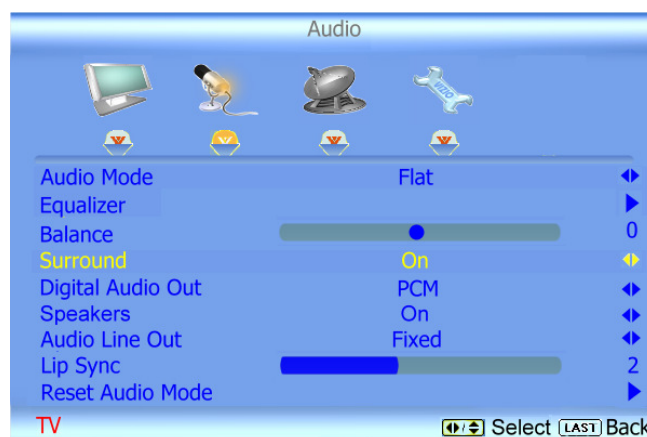 Audio
VIZIO
Audio Mode Flat
Equalizer
Balance 0
Surround On
Digital Audio Out PCM
Speakers On
Audio Line Out Fixed
Lip Sync 2
Reset Audio Mode
TV Select LAST Back